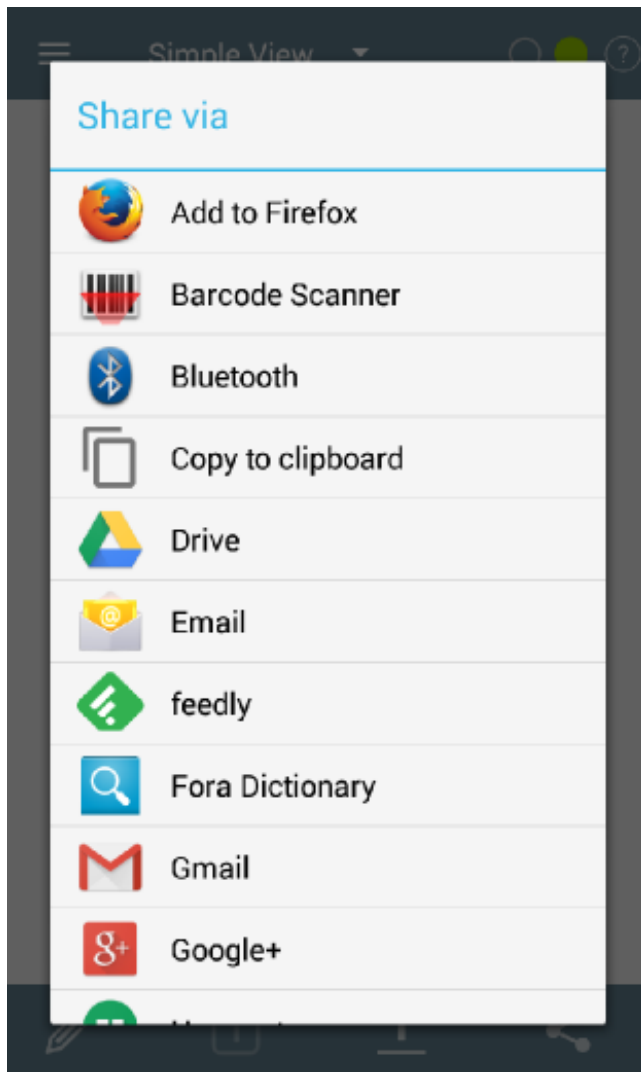 Simple View
Share via
Add to Firefox
Barcode Scanner
Bluetooth
Copy to clipboard
Drive
Email
feedly
Fora Dictionary
Gmail
Google+